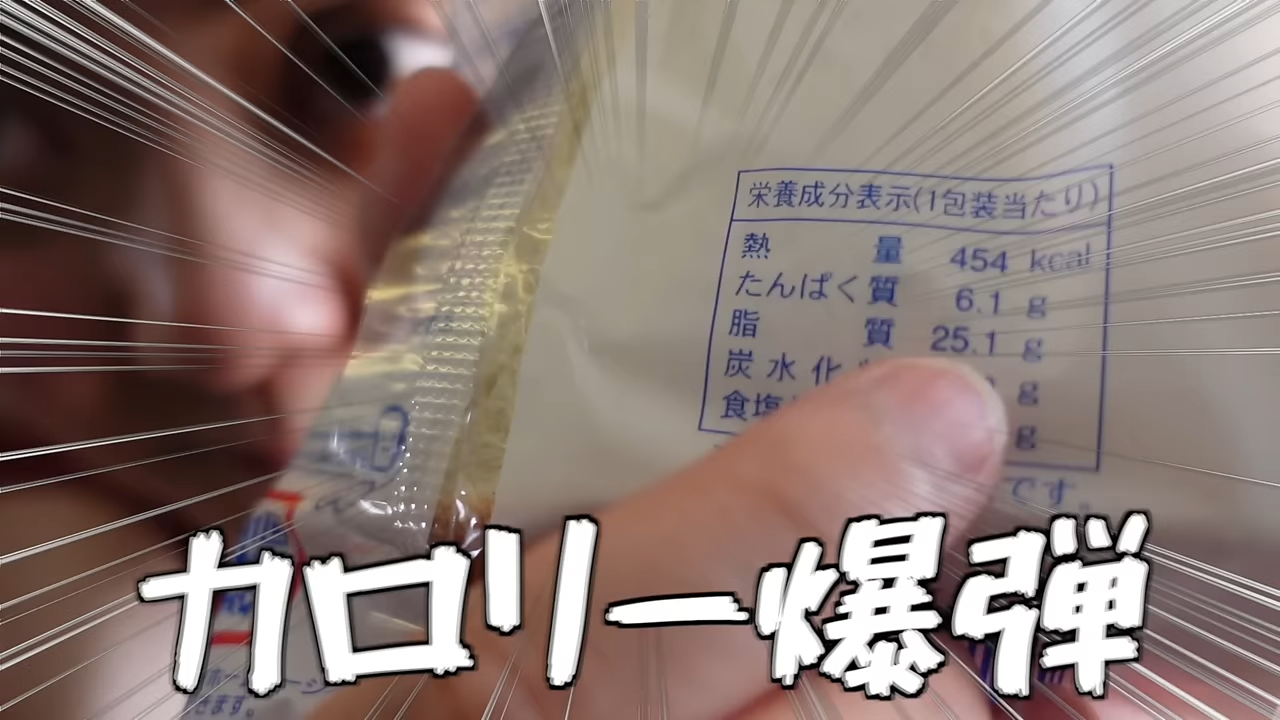 栄養成分表示(1包装当たり)
熱量 454 kcal
たんぱく質 6.1 g
脂質 25.1 g
炭水化 g
食塩 g
です。
カロリー爆弾